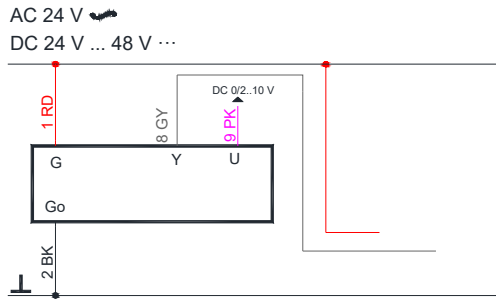 AC 24 V
DC 24 V ... 48 V ⋯
DC 0/2..10 V
1 RD
8 GY
9 PK
G
Y
U
Go
2 BK